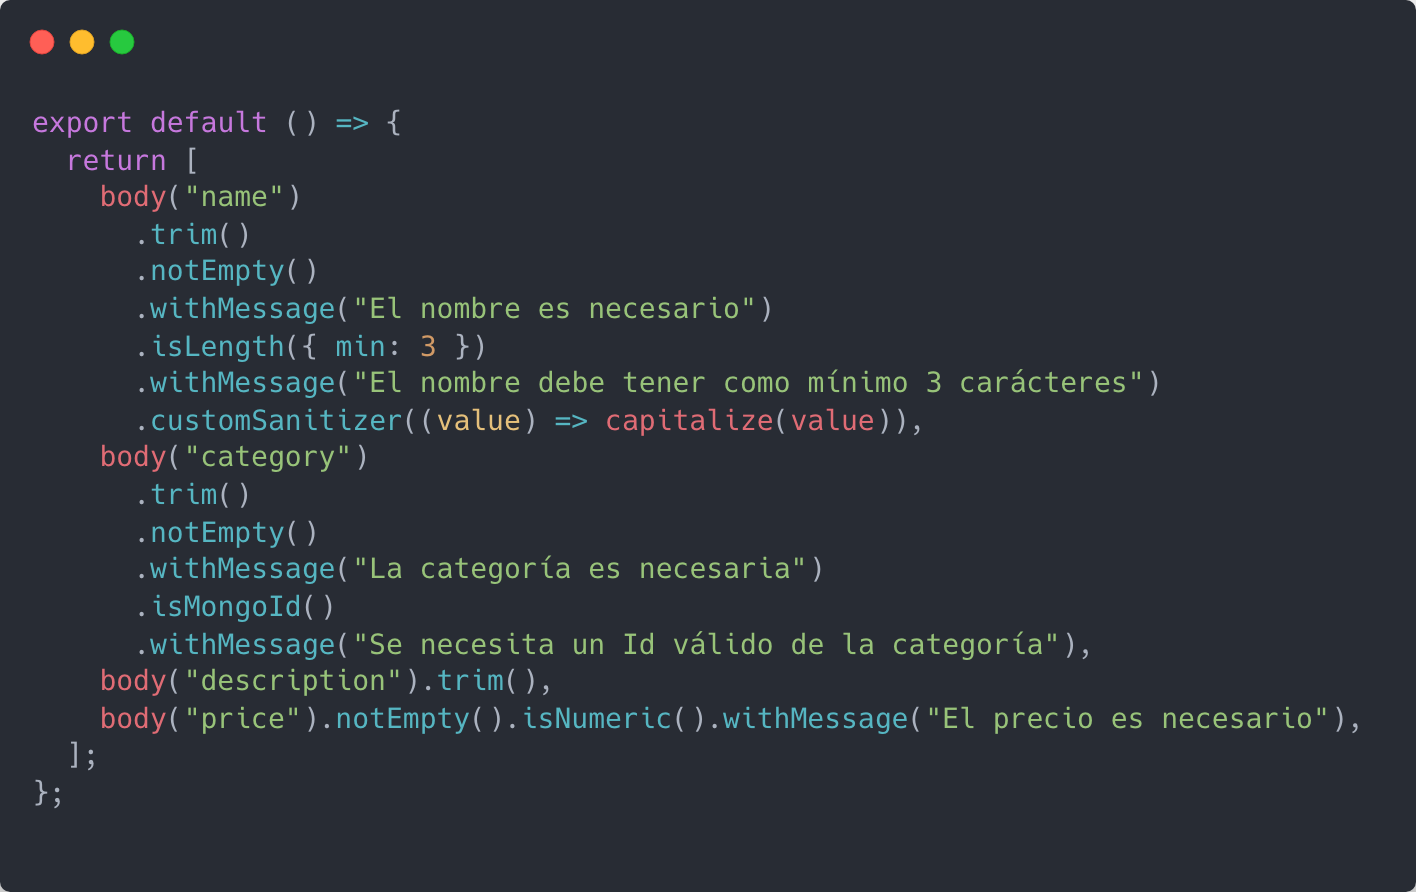 export default () => {
  return [
    body("name")
      .trim()
      .notEmpty()
      .withMessage("El nombre es necesario")
      .isLength({ min: 3 })
      .withMessage("El nombre debe tener como mínimo 3 carácteres")
      .customSanitizer((value) => capitalize(value)),
    body("category")
      .trim()
      .notEmpty()
      .withMessage("La categoría es necesaria")
      .isMongoId()
      .withMessage("Se necesita un Id válido de la categoría"),
    body("description").trim(),
    body("price").notEmpty().isNumeric().withMessage("El precio es necesario"),
  ];
};